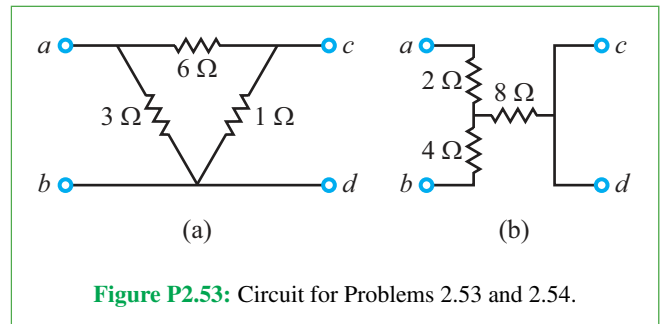 a
c
6 Ω
3 Ω
1 Ω
b
d
(a)
a
c
2 Ω
8 Ω
4 Ω
b
d
(b)
Figure P2.53: Circuit for Problems 2.53 and 2.54.